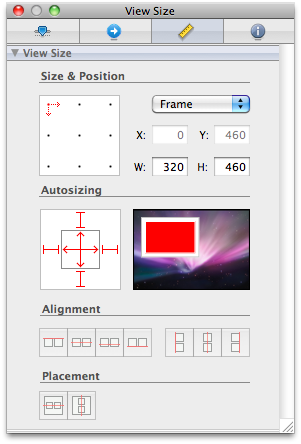 View Size
View Size
Size & Position
Frame
X: 0 Y: 460
W: 320 H: 460
Autosizing
Alignment
Placement